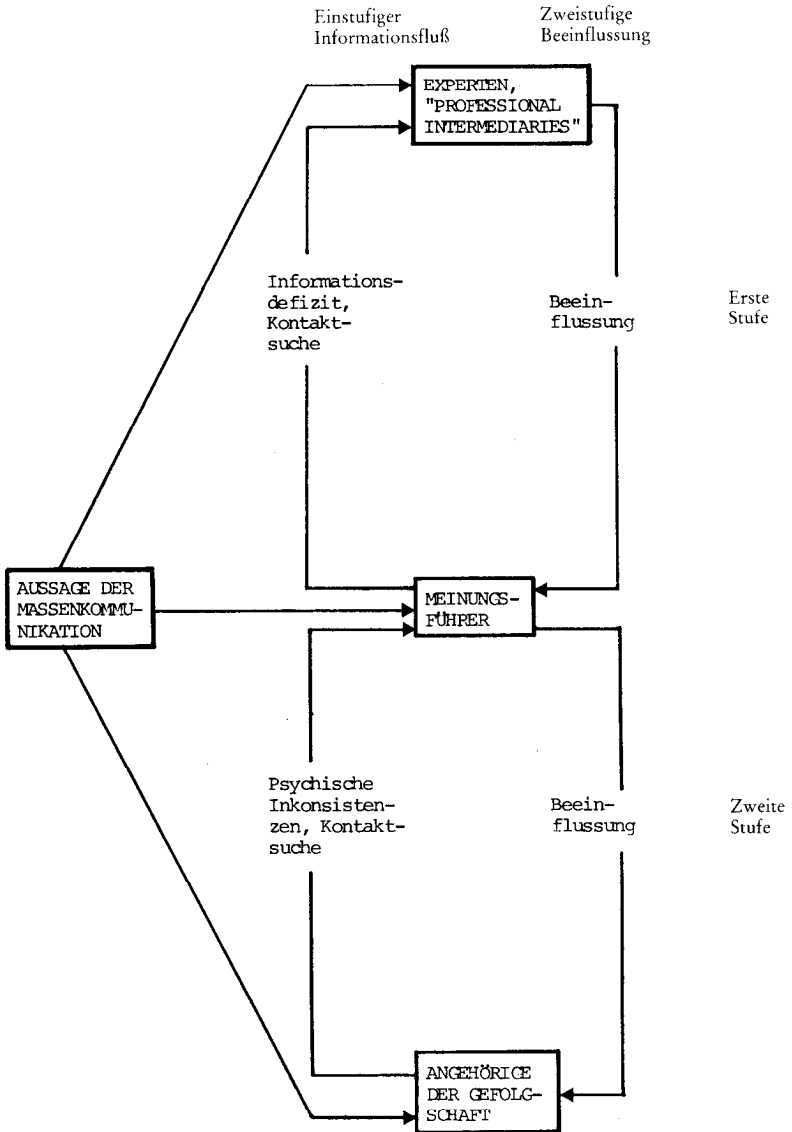 Einstufiger
Informationsfluß
Zweistufige
Beeinflussung
EXPERTEN,
"PROFESSIONAL
INTERMEDIARIES"
Informations-
defizit,
Kontakt-
suche
Beein-
flussung
Erste
Stufe
AUSSAGE DER
MASSENKOMMU-
NIKATION
MEINUNGS-
FÜHRER
Psychische
Inkonsisten-
zen, Kontakt-
suche
Beein-
flussung
Zweite
Stufe
ANGEHÖRICE
DER GEFOLG-
SCHAFT